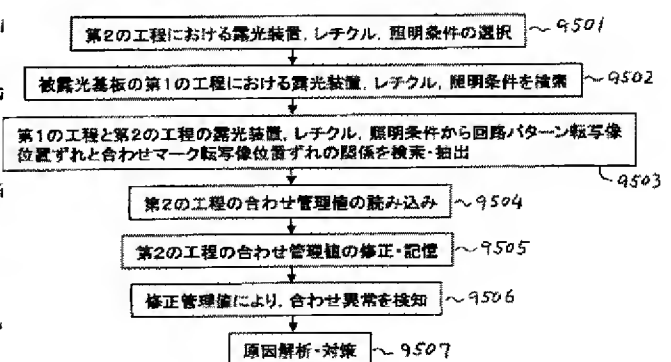 第2の工程における露光装置, レチクル, 照明条件の選択 ~9501
被露光基板の第1の工程における露光装置, レチクル, 照明条件を検索 ~9502
第1の工程と第2の工程の露光装置, レチクル, 照明条件から回路パターン転写像
位置ずれと合わせマーク転写像位置ずれの関係を検索・抽出
9503
第2の工程の合わせ管理値の読み込み ~9504
第2の工程の合わせ管理値の修正・記憶 ~9505
修正管理値により, 合わせ異常を検知 ~9506
原因解析・対策 ~9507